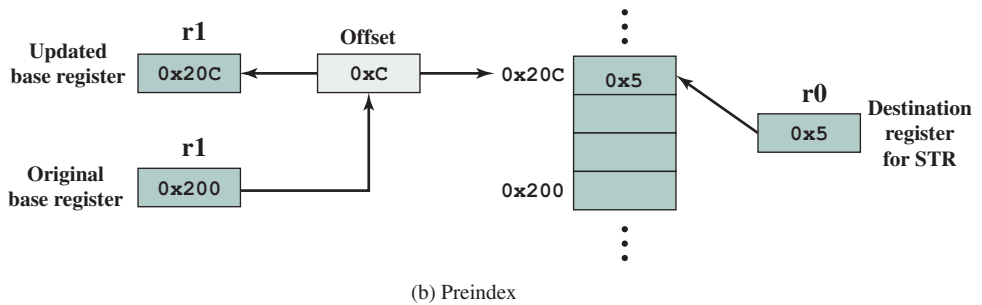 r1
Offset
Updated
base register
0x20C
0xC
0x20C
0x5
r0
Destination
register
for STR
0x5
r1
Original
base register
0x200
0x200
(b) Preindex